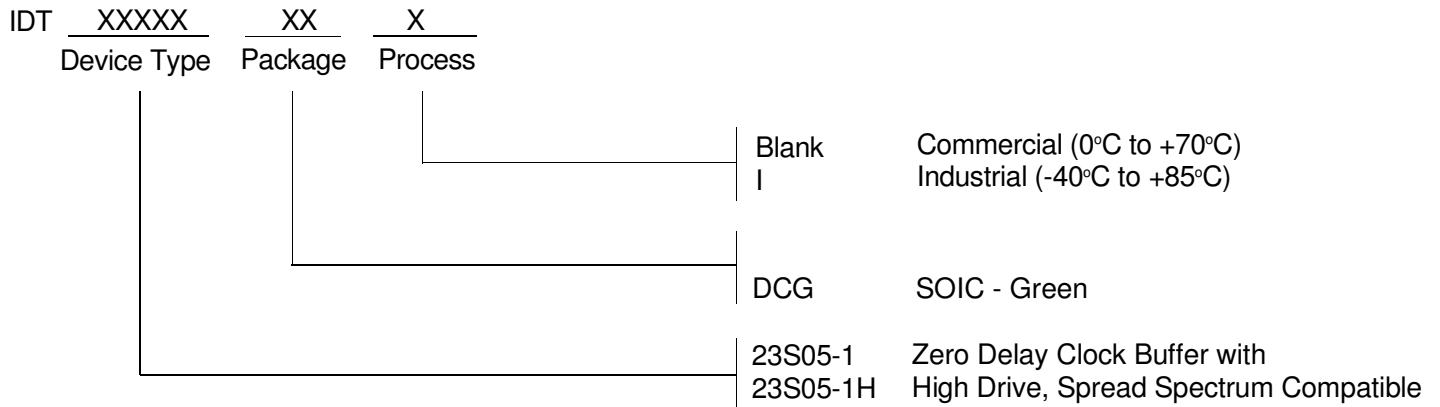 IDT XXXXX XX X
Device Type Package Process
Blank Commercial (0°C to +70°C)
I Industrial (-40°C to +85°C)
DCG SOIC - Green
23S05-1 Zero Delay Clock Buffer with
23S05-1H High Drive, Spread Spectrum Compatible